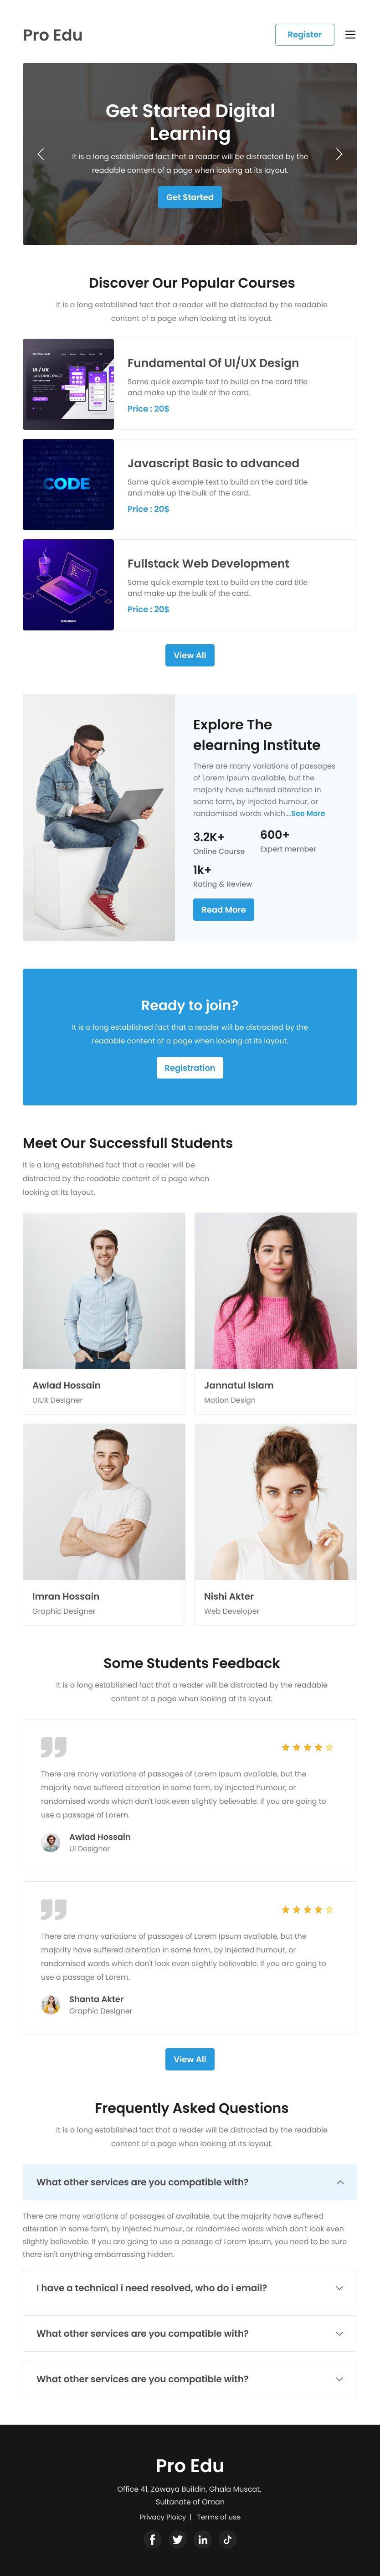 Pro Edu
Register
Get Started Digital
Learning
It is a long established fact that a reader will be distracted by the
readable content of a page when looking at its layout.
Get Started
Discover Our Popular Courses
It is a long established fact that a reader will be distracted by the readable
content of a page when looking at its layout.
UI / UX
LANDING PAGE
Fundamental Of UI/UX Design
Some quick example text to build on the card title
and make up the bulk of the card.
Price : 20$
CODE
Javascript Basic to advanced
Some quick example text to build on the card title
and make up the bulk of the card.
Price : 20$
Fullstack Web Development
Some quick example text to build on the card title
and make up the bulk of the card.
Price : 20$
View All
Explore The
elearning Institute
There are many variations of passages
of Lorem Ipsum available, but the
majority have suffered alteration in
some form, by injected humour, or
randomised words which....See More
3.2K+
Online Course
600+
Expert member
1k+
Rating & Review
Read More
Ready to join?
It is a long established fact that a reader will be distracted by the
readable content of a page when looking at its layout.
Registration
Meet Our Successfull Students
It is a long established fact that a reader will be
distracted by the readable content of a page when
looking at its layout.
Awlad Hossain
UIUX Designer
Jannatul Islam
Motion Design
Imran Hossain
Graphic Designer
Nishi Akter
Web Developer
Some Students Feedback
It is a long established fact that a reader will be distracted by the readable
content of a page when looking at its layout.
There are many variations of passages of Lorem Ipsum available, but the
majority have suffered alteration in some form, by injected humour, or
randomised words which don't look even slightly believable. If you are going to
use a passage of Lorem.
Awlad Hossain
UI Designer
There are many variations of passages of Lorem Ipsum available, but the
majority have suffered alteration in some form, by injected humour, or
randomised words which don't look even slightly believable. If you are going to
use a passage of Lorem.
Shanta Akter
Graphic Designer
View All
Frequently Asked Questions
It is a long established fact that a reader will be distracted by the readable
content of a page when looking at its layout.
What other services are you compatible with?
There are many variations of passages of available, but the majority have suffered
alteration in some form, by injected humour, or randomised words which don't look even
slightly believable. If you are going to use a passage of Lorem Ipsum, you need to be sure
there isn't anything embarrassing hidden.
I have a technical i need resolved, who do i email?
What other services are you compatible with?
What other services are you compatible with?
Pro Edu
Office 41, Zawaya Buildin, Ghala Muscat,
Sultanate of Oman
Privacy Ploicy | Terms of use